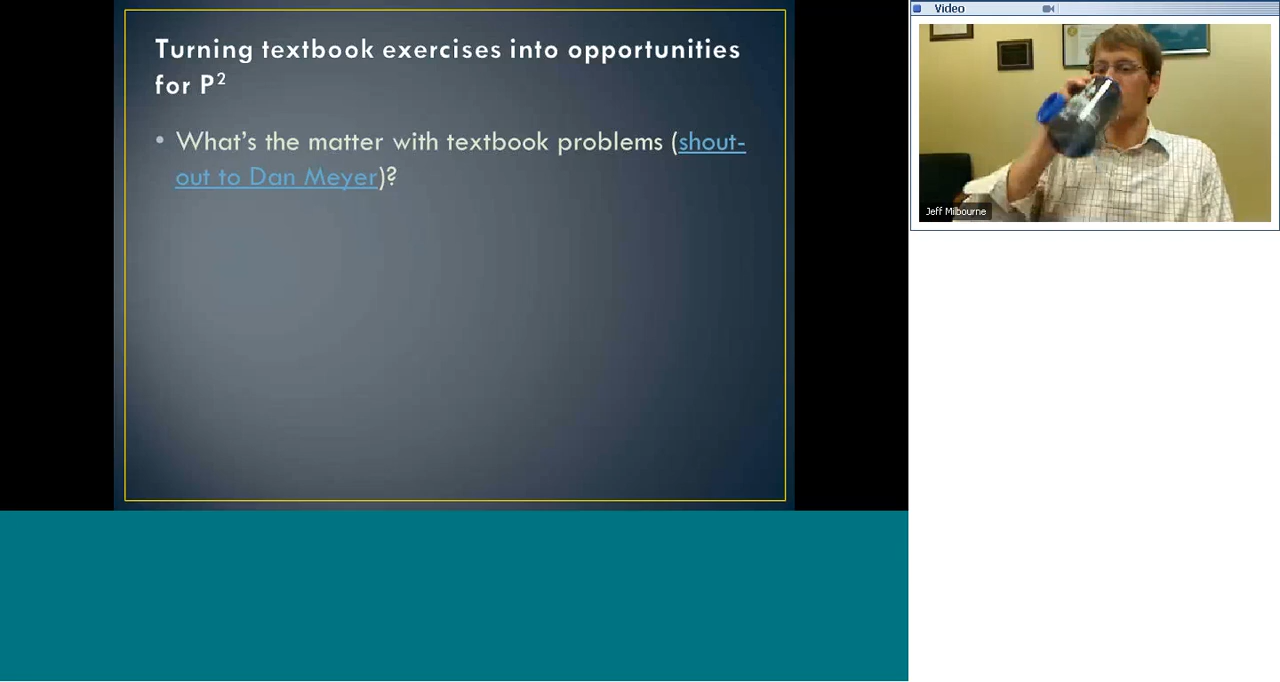 Turning textbook exercises into opportunities
for P²
• What's the matter with textbook problems (shout-
out to Dan Meyer)?
Video
Jeff Milbourne